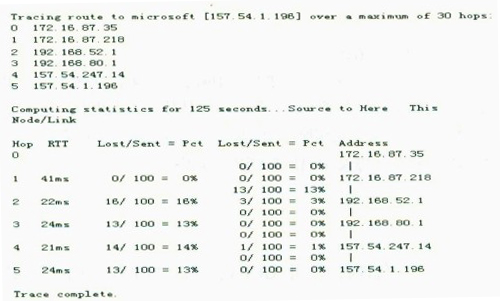 Tracing route to microsoft [157.54.1.196] over a maximum of 30 hops:
0 172.16.87.35
1 172.16.87.218
2 192.168.52.1
3 192.168.80.1
4 157.54.247.14
5 157.54.1.196
Computing statistics for 125 seconds...Source to Here This
Node/Link
Hop RTT Lost/Sent = Pct Lost/Sent = Pct Address
0 172.16.87.35
0/ 100 = 0% |
1 41ms 0/ 100 = 0% 0/ 100 = 0% 172.16.87.218
13/ 100 = 13% |
2 22ms 16/ 100 = 16% 3/ 100 = 3% 192.168.52.1
0/ 100 = 0% |
3 24ms 13/ 100 = 13% 0/ 100 = 0% 192.168.80.1
0/ 100 = 0% |
4 21ms 14/ 100 = 14% 1/ 100 = 1% 157.54.247.14
0/ 100 = 0% |
5 24ms 13/ 100 = 13% 0/ 100 = 0% 157.54.1.196
Trace complete.